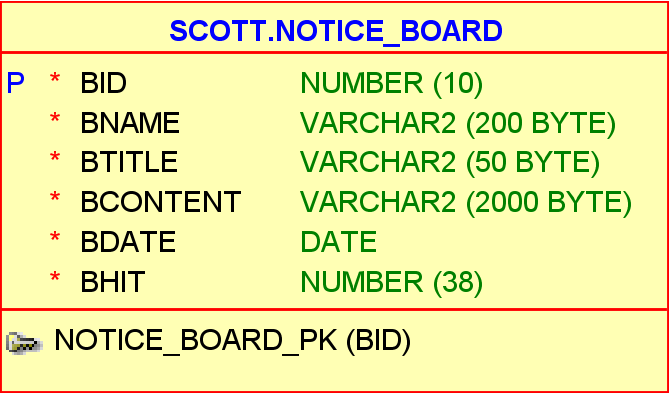 SCOTT.NOTICE_BOARD
P * BID NUMBER (10)
* BNAME VARCHAR2 (200 BYTE)
* BTITLE VARCHAR2 (50 BYTE)
* BCONTENT VARCHAR2 (2000 BYTE)
* BDATE DATE
* BHIT NUMBER (38)
NOTICE_BOARD_PK (BID)